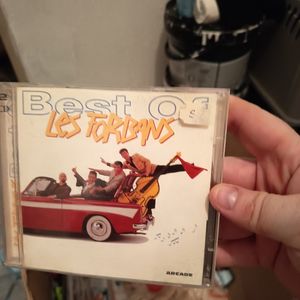 Best Of
LES FORBANS
ARCADE